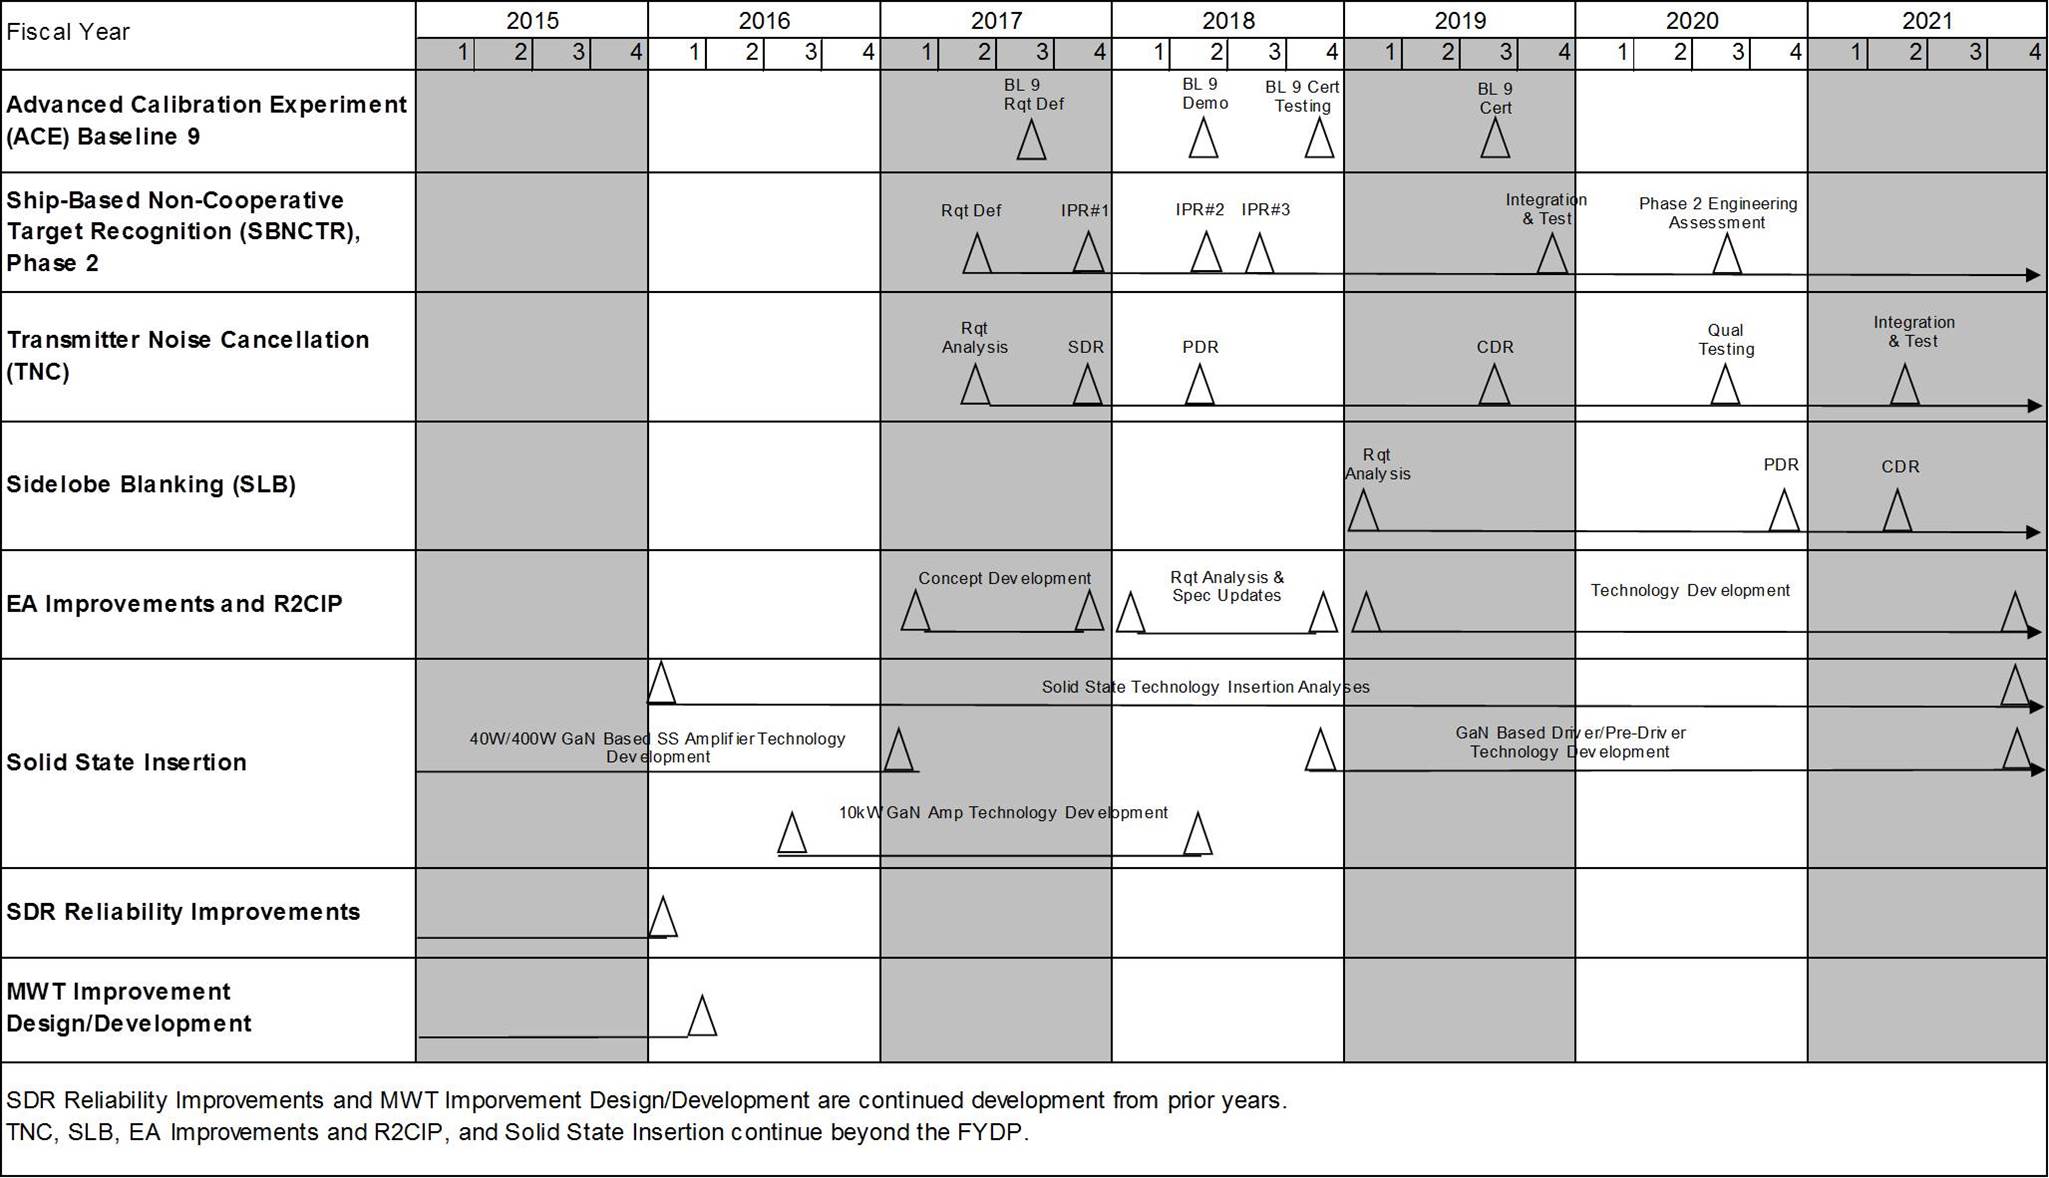 Fiscal Year
2015 2016 2017 2018 2019 2020 2021
1 2 3 4 1 2 3 4 1 2 3 4 1 2 3 4 1 2 3 4 1 2 3 4 1 2 3 4
Advanced Calibration Experiment
(ACE) Baseline 9
BL 9
Rqt Def
BL 9
Demo
BL 9 Cert
Testing
BL 9
Cert
Ship-Based Non-Cooperative
Target Recognition (SBNCTR),
Phase 2
Rqt Def
IPR#1
IPR#2
IPR#3
Integration
& Test
Phase 2 Engineering
Assessment
Transmitter Noise Cancellation
(TNC)
Rqt
Analysis
SDR
PDR
CDR
Qual
Testing
Integration
& Test
Sidelobe Blanking (SLB)
Rqt
Analysis
PDR
CDR
EA Improvements and R2CIP
Concept Development
Rqt Analysis &
Spec Updates
Technology Development
Solid State Insertion
Solid State Technology Insertion Analyses
40W/400W GaN Based SS Amplifier Technology
Development
GaN Based Driver/Pre-Driver
Technology Development
10kW GaN Amp Technology Development
SDR Reliability Improvements
MWT Improvement
Design/Development
SDR Reliability Improvements and MWT Imporvement Design/Development are continued development from prior years.
TNC, SLB, EA Improvements and R2CIP, and Solid State Insertion continue beyond the FYDP.